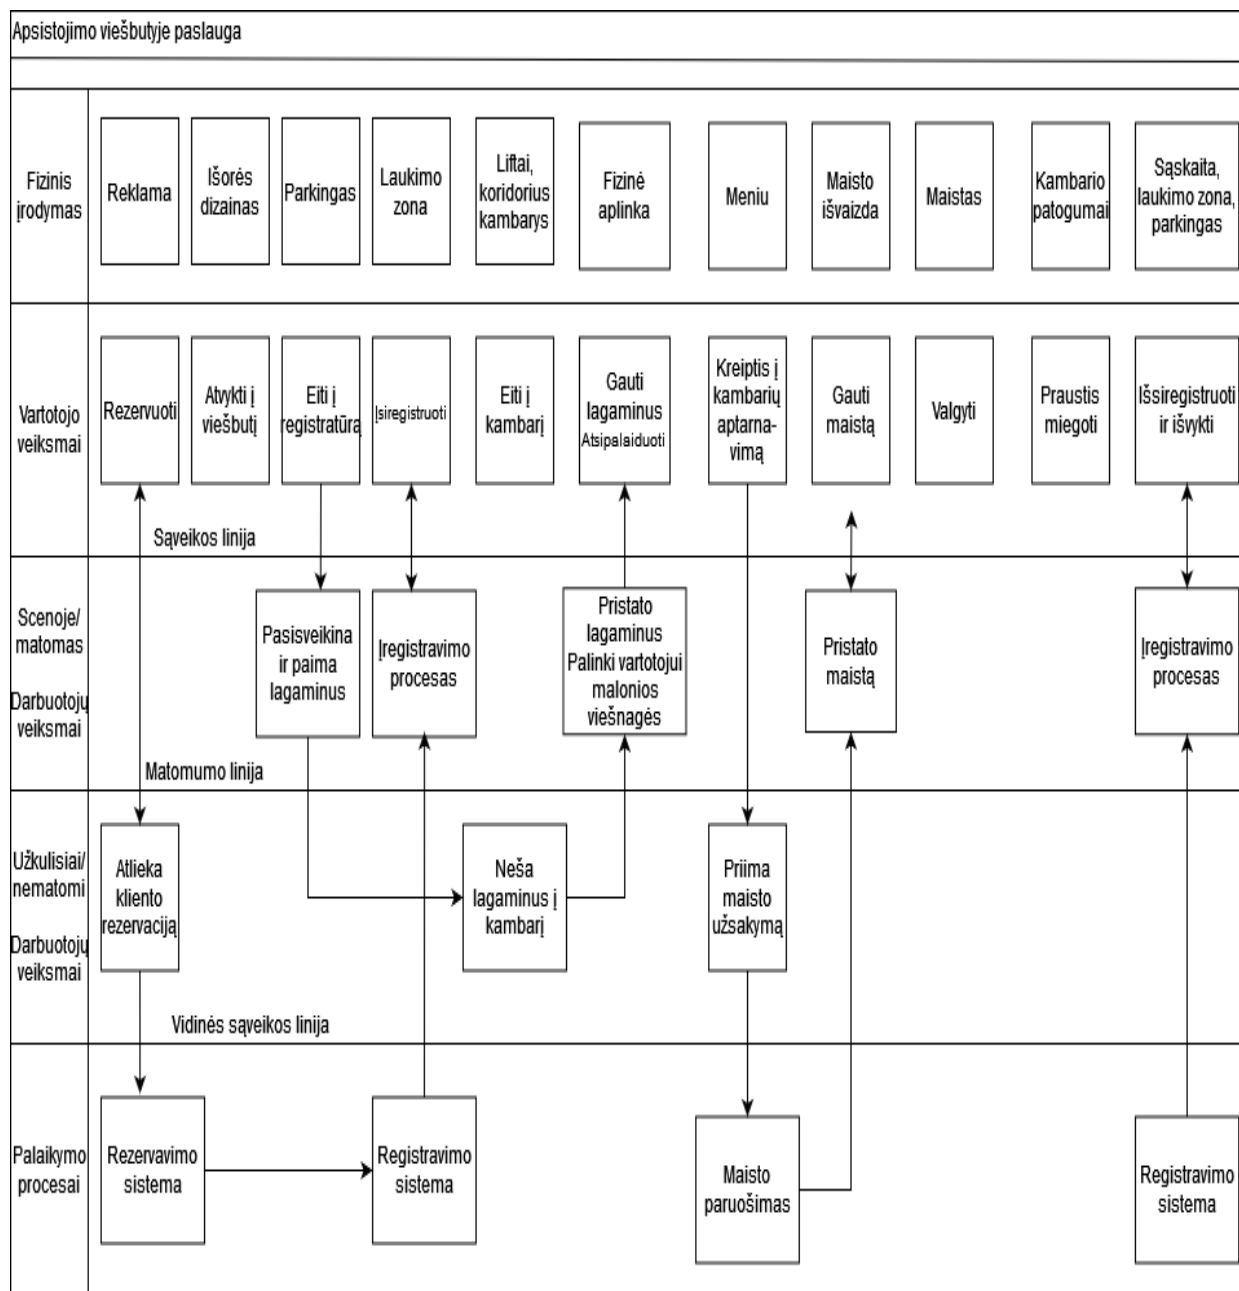 Apsistojimo viešbutyje paslauga
Fizinis
įrodymas
Reklama
Išorės
dizainas
Parkingas
Laukimo
zona
Liftai,
koridorius
kambarys
Fizinė
aplinka
Meniu
Maisto
išvaizda
Maistas
Kambario
patogumai
Sąskaita,
laukimo zona,
parkingas
Vartotojo
veiksmai
Rezervuoti
Atvykti į
viešbutį
Eiti į
registratūrą
Įsiregistruoti
Eiti į
kambarį
Gauti
lagaminus
Atsipalaiduoti
Kreiptis į
kambarių
aptarna-
vimą
Gauti
maistą
Valgyti
Praustis
miegoti
Išsiregistruoti
ir išvykti
Sąveikos linija
Scenoje/
matomas
Darbuotojų
veiksmai
Pasisveikina
ir paima
lagaminus
Įregistravimo
procesas
Pristato
lagaminus
Palinki vartotojui
malonios
viešnagės
Pristato
maistą
Įregistravimo
procesas
Matomumo linija
Užkulisiai/
nematomi
Darbuotojų
veiksmai
Atlieka
kliento
rezervaciją
Neša
lagaminus į
kambarį
Priima
maisto
užsakymą
Vidinės sąveikos linija
Palaikymo
procesai
Rezervavimo
sistema
Registravimo
sistema
Maisto
paruošimas
Registravimo
sistema